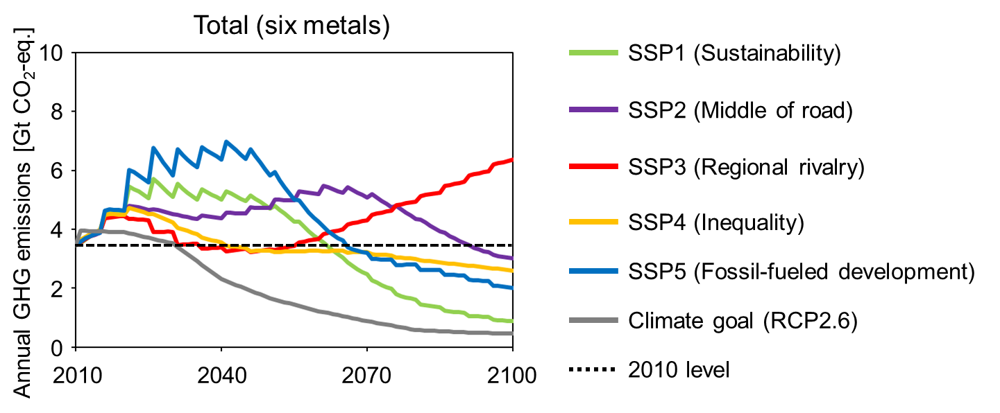 Total (six metals)
Annual GHG emissions [Gt CO₂-eq.]
10
8
6
4
2
0
2010 2040 2070 2100
SSP1 (Sustainability)
SSP2 (Middle of road)
SSP3 (Regional rivalry)
SSP4 (Inequality)
SSP5 (Fossil-fueled development)
Climate goal (RCP2.6)
2010 level